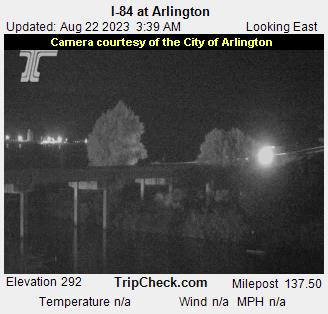 I-84 at Arlington
Updated: Aug 22 2023 3:39 AM Looking East
Camera courtesy of the City of Arlington
Elevation 292 TripCheck.com Milepost 137.50
Temperature n/a Wind n/a MPH n/a